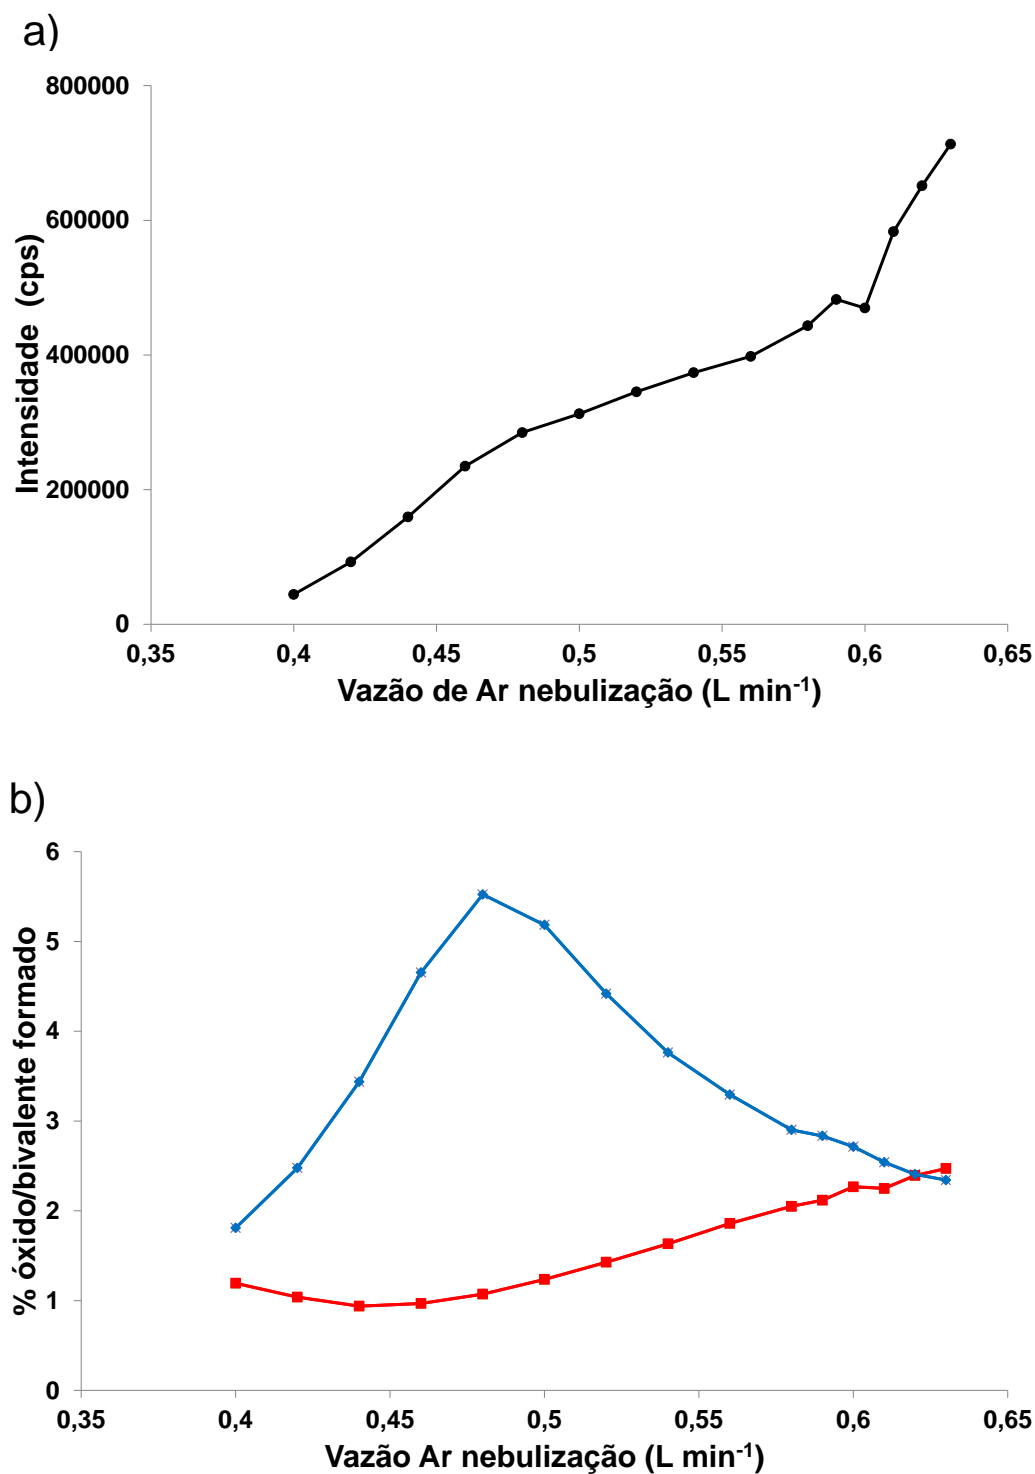 a)
800000
600000
400000
200000
0
Intensidade (cps)
0,35 0,4 0,45 0,5 0,55 0,6 0,65
Vazão de Ar nebulização (L min-1)
b)
6
5
4
3
2
1
0
% óxido/bivalente formado
0,35 0,4 0,45 0,5 0,55 0,6 0,65
Vazão Ar nebulização (L min-1)